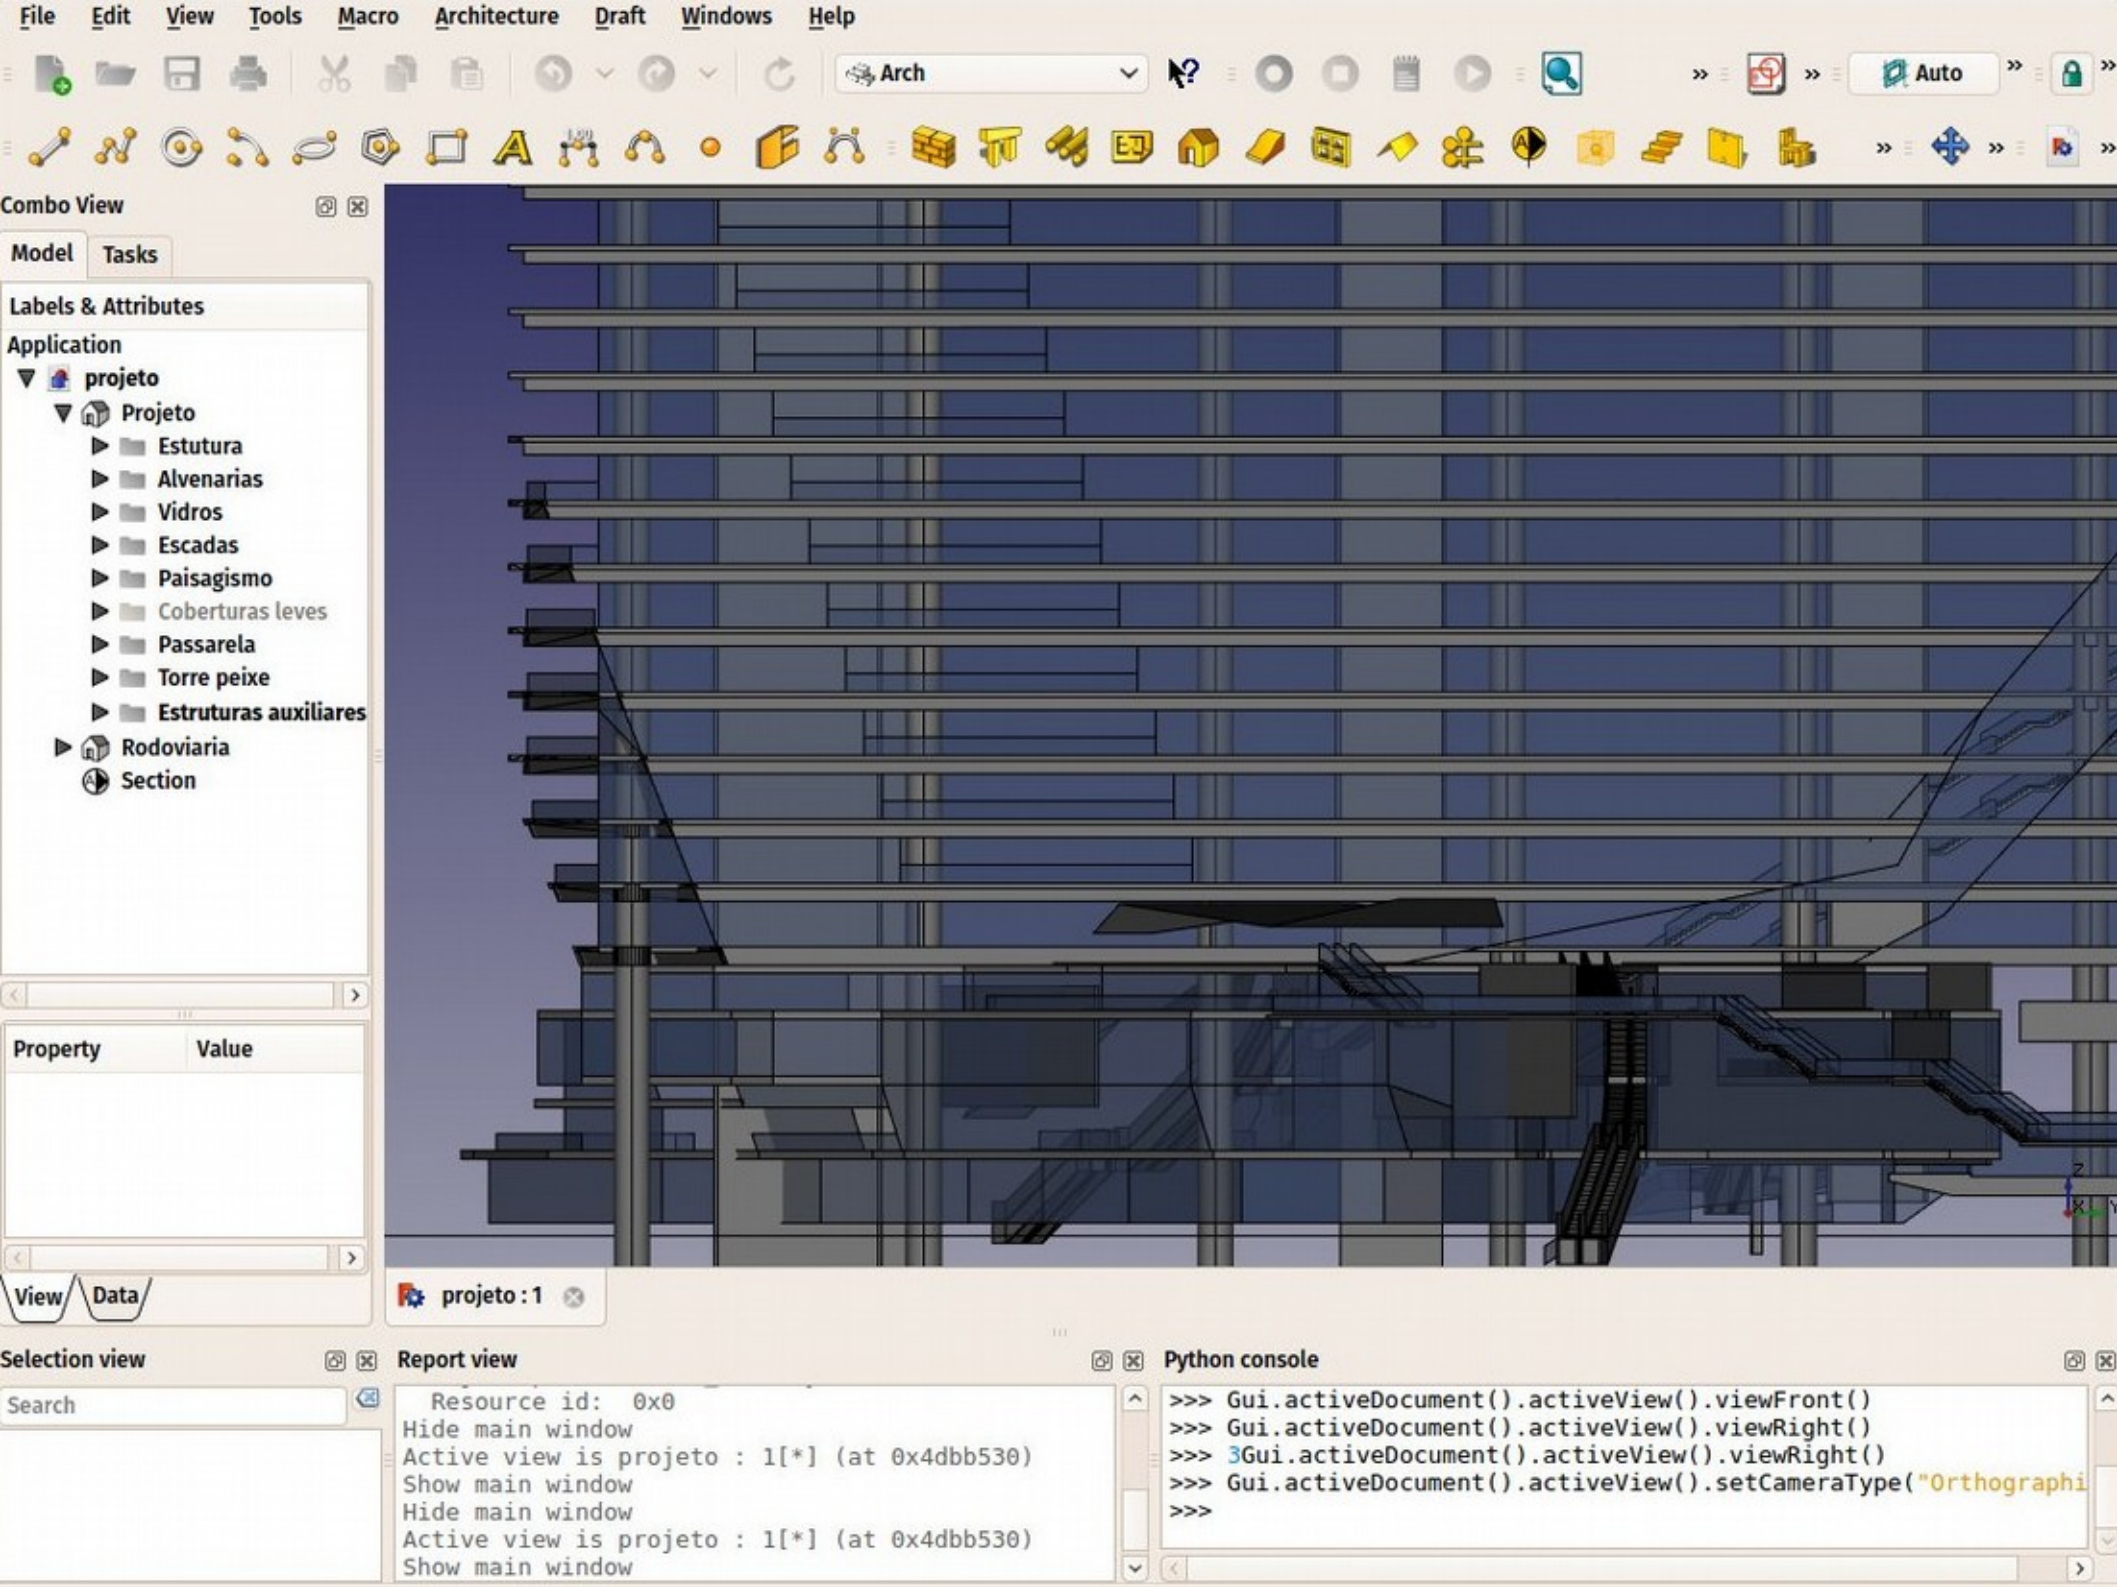 File Edit View Tools Macro Architecture Draft Windows Help
Arch
Auto
1.00
Combo View
Model Tasks
Labels & Attributes
Application
projeto
Projeto
Estutura
Alvenarias
Vidros
Escadas
Paisagismo
Coberturas leves
Passarela
Torre peixe
Estruturas auxiliares
Rodoviaria
Section
Property Value
View Data
Z
X Y
projeto : 1
Selection view
Search
Report view
Resource id: 0x0
Hide main window
Active view is projeto : 1[*] (at 0x4dbb530)
Show main window
Hide main window
Active view is projeto : 1[*] (at 0x4dbb530)
Show main window
Python console
>>> Gui.activeDocument().activeView().viewFront()
>>> Gui.activeDocument().activeView().viewRight()
>>> 3Gui.activeDocument().activeView().viewRight()
>>> Gui.activeDocument().activeView().setCameraType("Orthographi
>>>